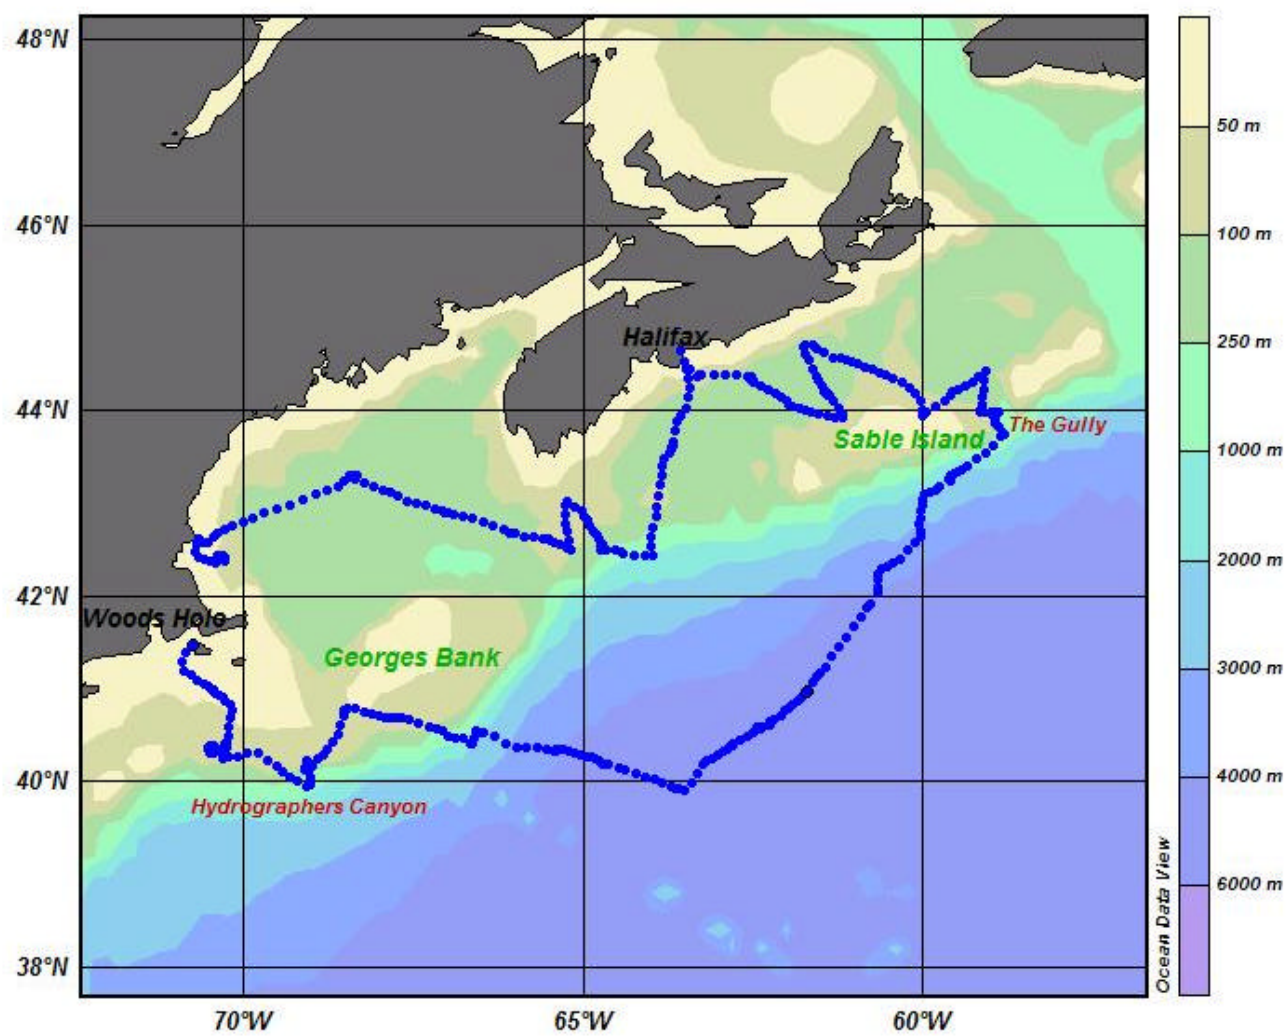 48°N
46°N
44°N
42°N
40°N
38°N
70°W
65°W
60°W
Halifax
Sable Island
The Gully
Woods Hole
Georges Bank
Hydrographers Canyon
50 m
100 m
250 m
1000 m
2000 m
3000 m
4000 m
6000 m
Ocean Data View